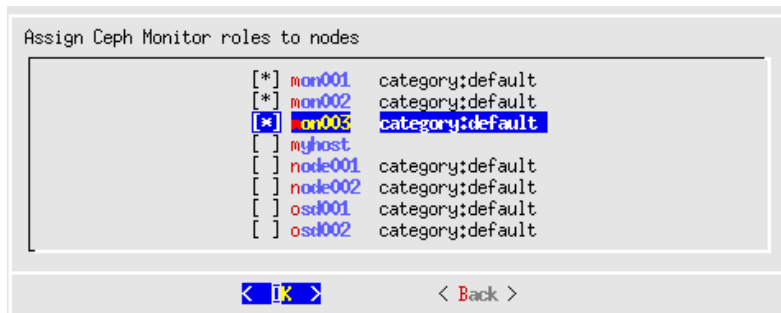 Assign Ceph Monitor roles to nodes
[*] mon001 category:default
[*] mon002 category:default
[*] mon003 category:default
[ ] myhost
[ ] node001 category:default
[ ] node002 category:default
[ ] osd001 category:default
[ ] osd002 category:default
< OK > < Back >